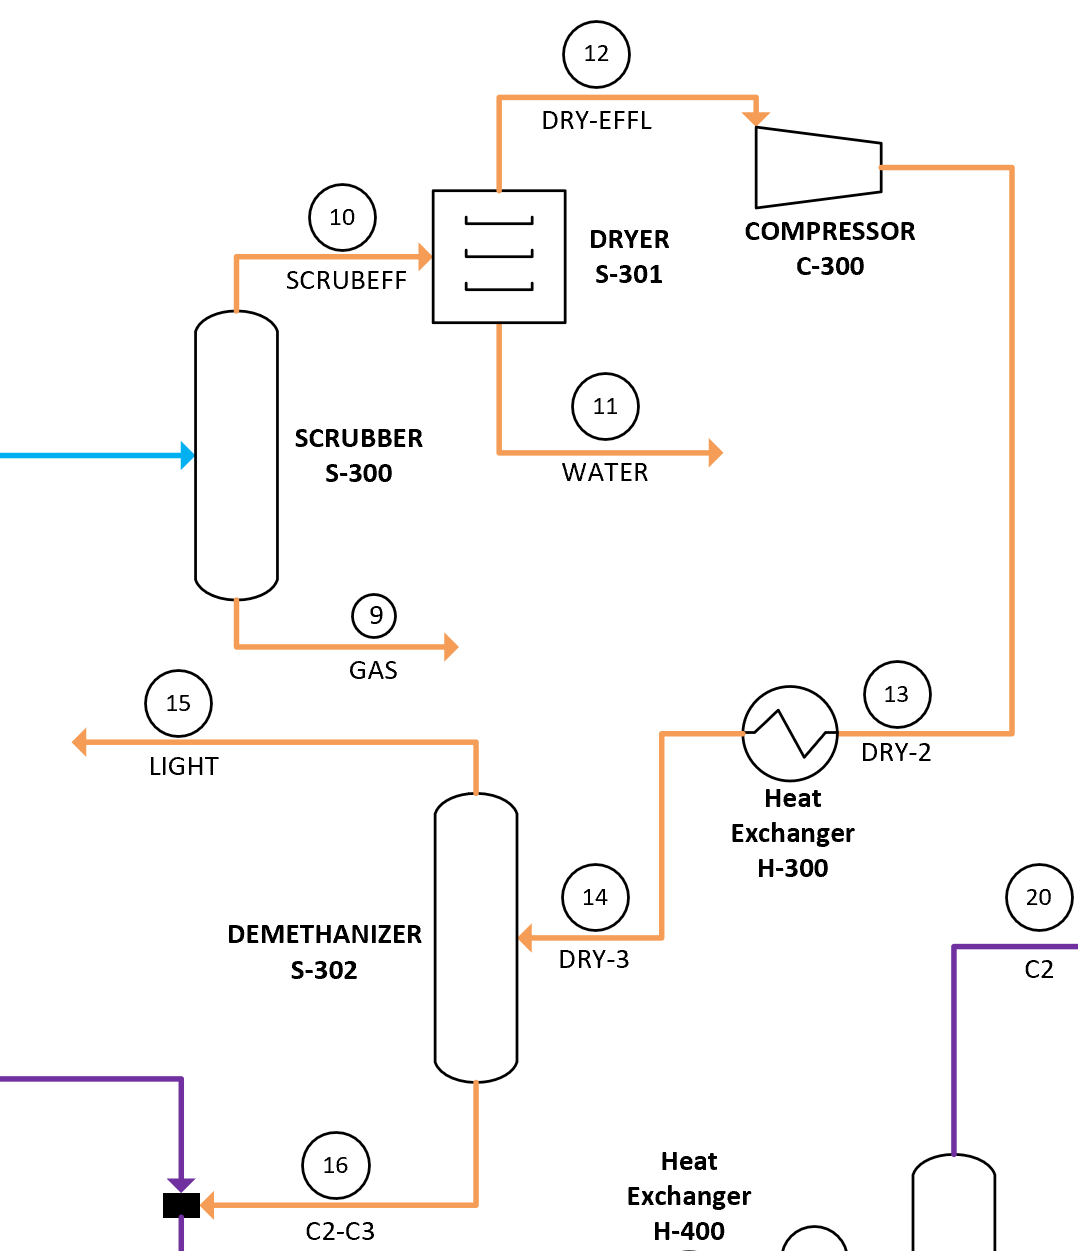 12
DRY-EFFL
10
SCRUBEFF
DRYER
S-301
COMPRESSOR
C-300
11
WATER
SCRUBBER
S-300
9
GAS
15
LIGHT
13
DRY-2
Heat
Exchanger
H-300
14
DRY-3
DEMETHANIZER
S-302
20
C2
16
C2-C3
Heat
Exchanger
H-400